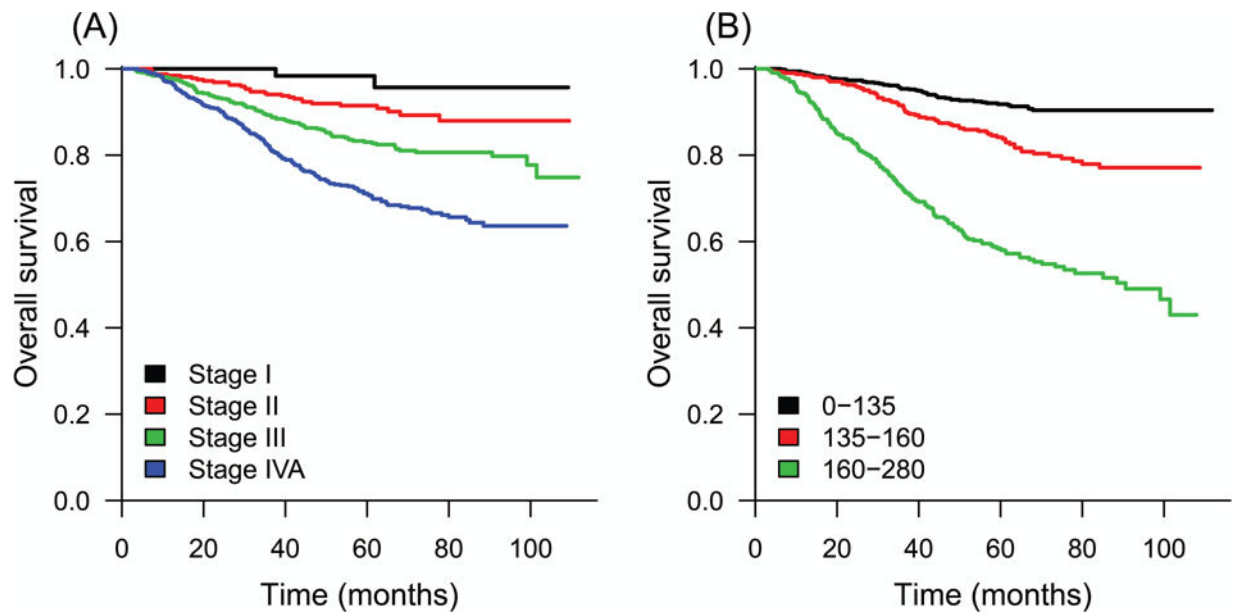 (A)
Overall survival
1.0
0.8
0.6
0.4
0.2
0.0
Stage I
Stage II
Stage III
Stage IVA
0 20 40 60 80 100
Time (months)
(B)
Overall survival
1.0
0.8
0.6
0.4
0.2
0.0
0−135
135−160
160−280
0 20 40 60 80 100
Time (months)